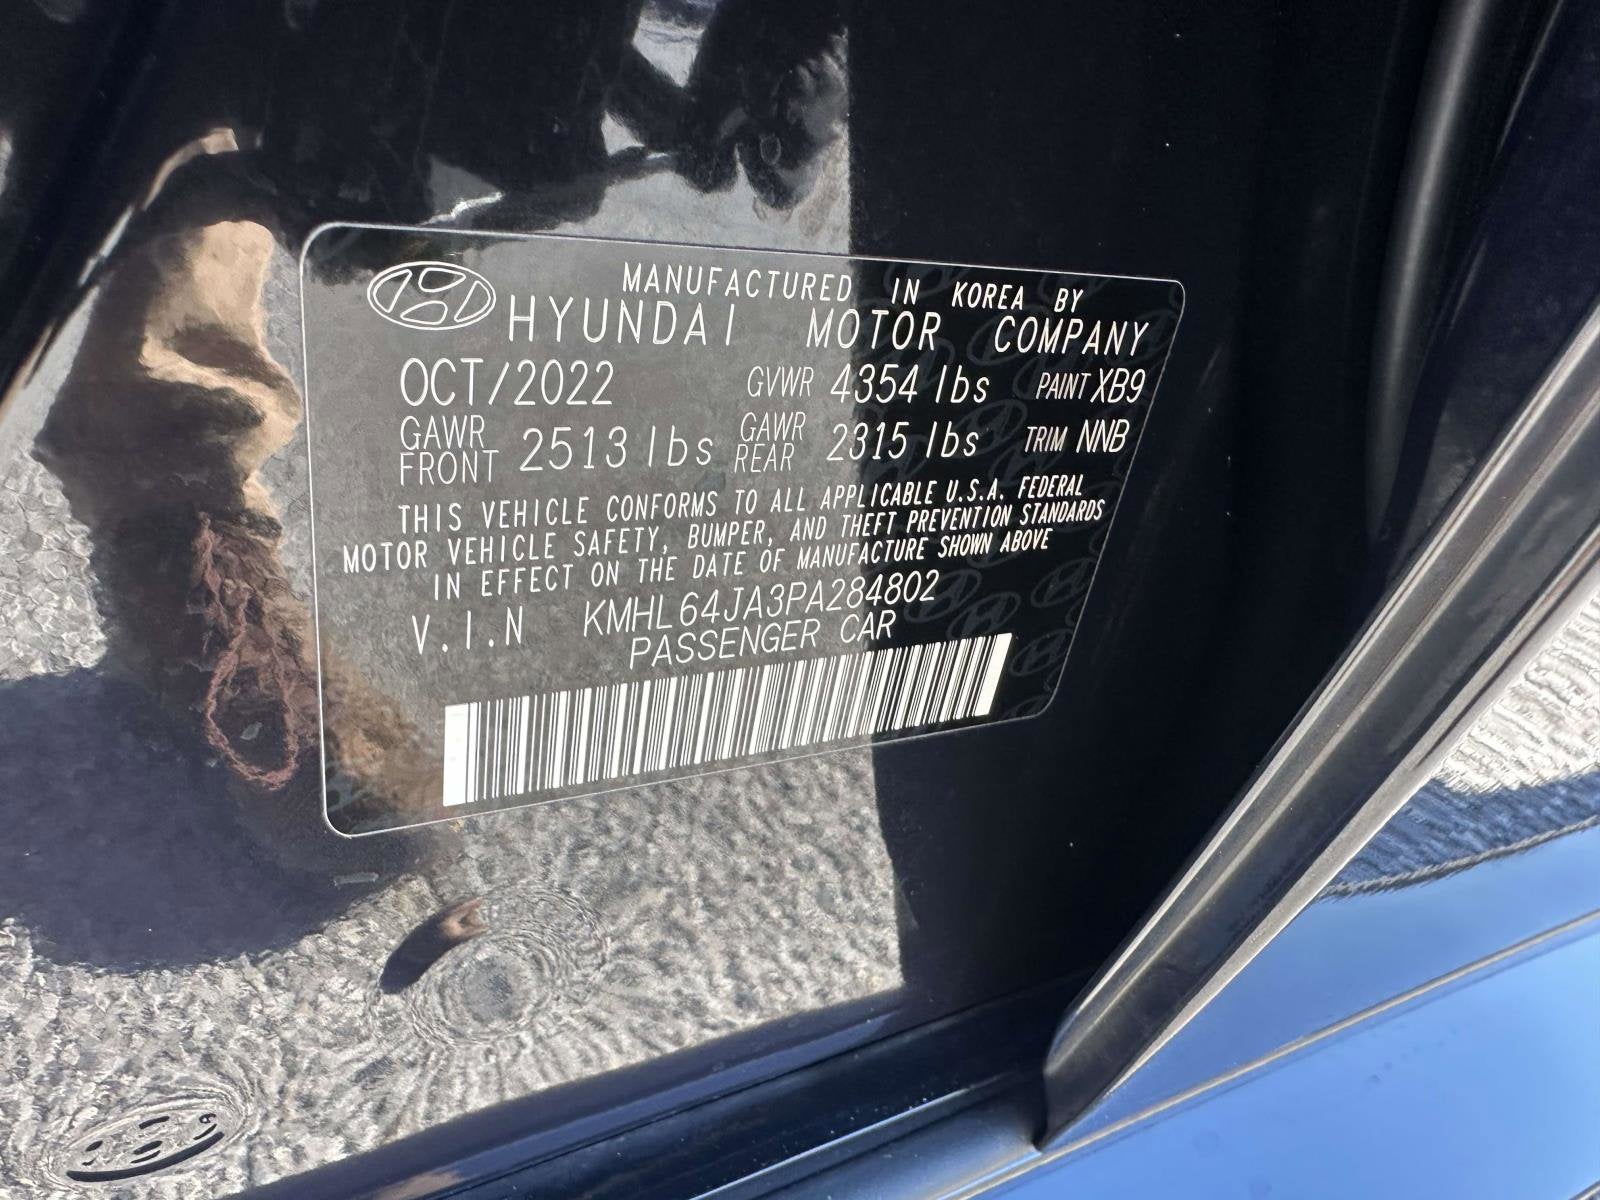 MANUFACTURED IN KOREA BY
HYUNDAI MOTOR COMPANY
OCT/2022 GVWR 4354 lbs PAINT XB9
GAWR FRONT 2513 lbs GAWR REAR 2315 lbs TRIM NNB
THIS VEHICLE CONFORMS TO ALL APPLICABLE U.S.A. FEDERAL
MOTOR VEHICLE SAFETY, BUMPER, AND THEFT PREVENTION STANDARDS
IN EFFECT ON THE DATE OF MANUFACTURE SHOWN ABOVE
V.I.N KMHL64JA3PA284802
PASSENGER CAR